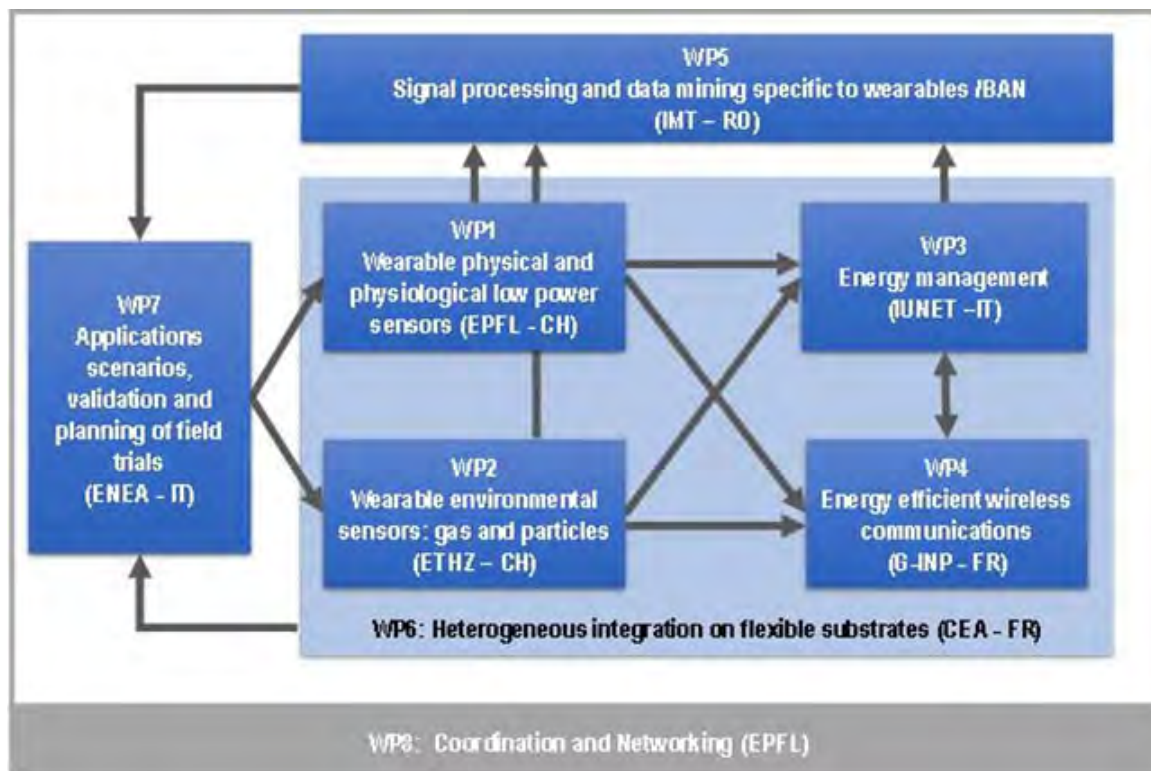 WP5
Signal processing and data mining specific to wearables /BAN
(IMT – RO)
WP1
Wearable physical and
physiological low power
sensors (EPFL - CH)
WP3
Energy management
(IUNET –IT)
WP7
Applications
scenarios,
validation and
planning of field
trials
(ENEA - IT)
WP2
Wearable environmental
sensors: gas and particles
(ETHZ – CH)
WP4
Energy efficient wireless
communications
(G-INP - FR)
WP6: Heterogeneous integration on flexible substrates (CEA - FR)
WP8: Coordination and Networking (EPFL)